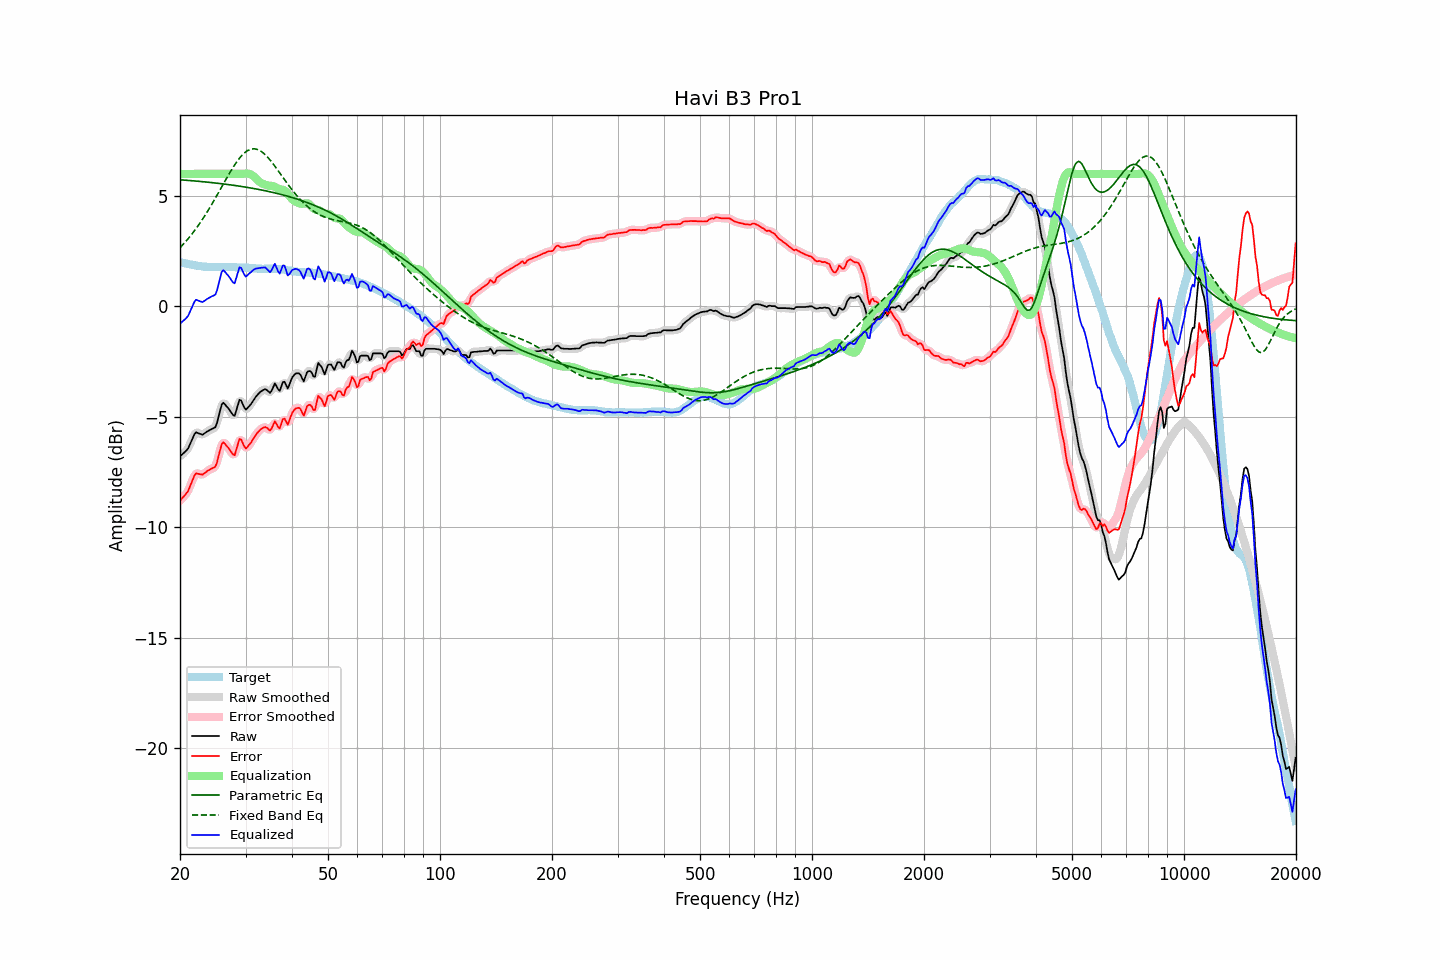 Havi B3 Pro1
5
0
−5
−10
−15
−20
Amplitude (dBr)
Target
Raw Smoothed
Error Smoothed
Raw
Error
Equalization
Parametric Eq
Fixed Band Eq
Equalized
20 50 100 200 500 1000 2000 5000 10000 20000
Frequency (Hz)